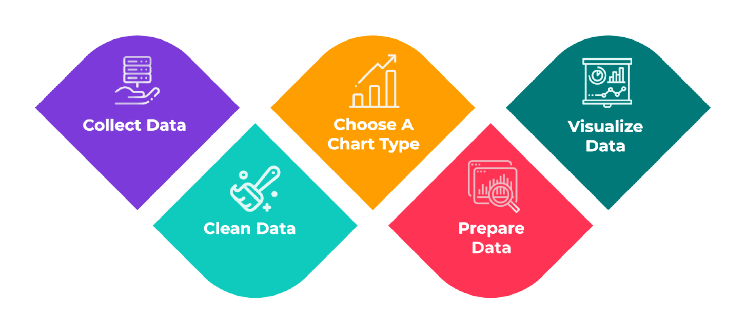 Collect Data
Clean Data
Choose A
Chart Type
Prepare
Data
Visualize
Data